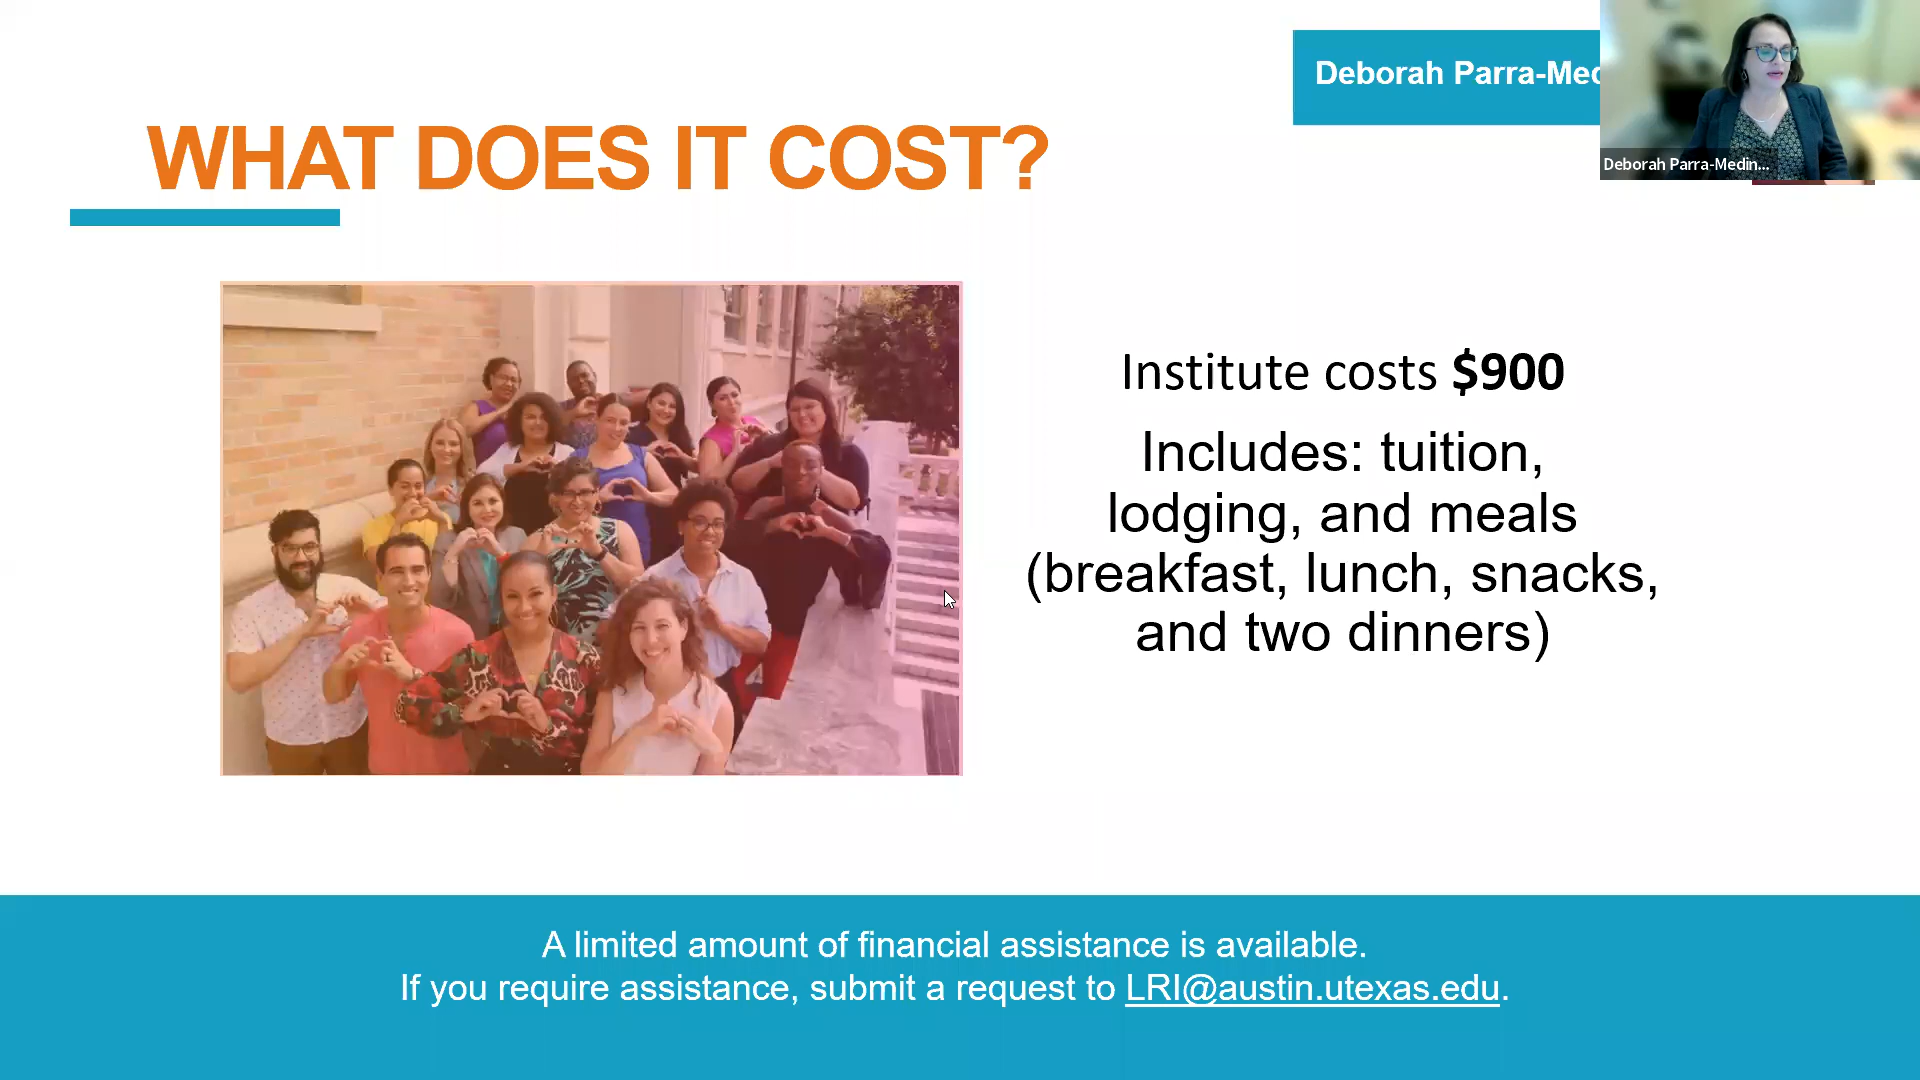 Deborah Parra-Med
Deborah Parra-Medin...
WHAT DOES IT COST?
Institute costs $900
Includes: tuition,
lodging, and meals
(breakfast, lunch, snacks,
and two dinners)
A limited amount of financial assistance is available.
If you require assistance, submit a request to LRI@austin.utexas.edu.